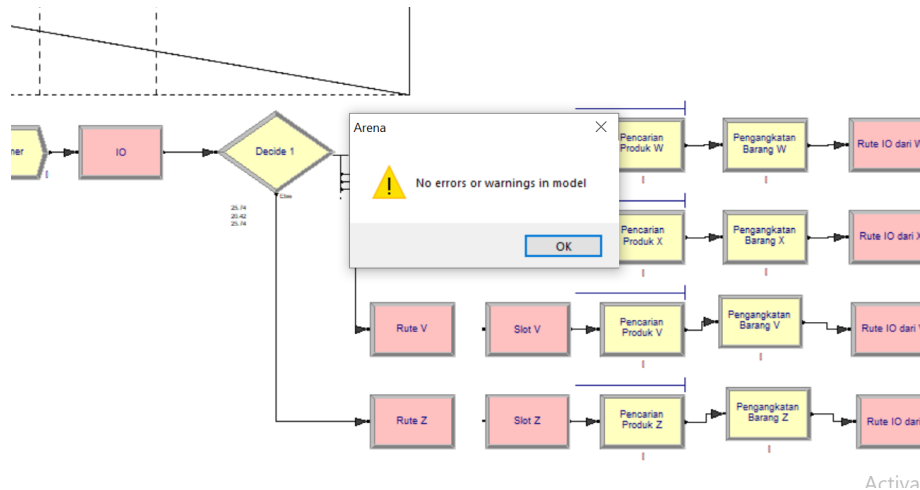 Arena
No errors or warnings in model
OK
mer
IO
Decide 1
Else
25.74
20.42
25.74
Pencarian
Produk W
Pengangkatan
Barang W
Rute IO dari W
Pencarian
Produk X
Pengangkatan
Barang X
Rute IO dari X
Rute V
Slot V
Pencarian
Produk V
Pengangkatan
Barang V
Rute IO dari V
Rute Z
Slot Z
Pencarian
Produk Z
Pengangkatan
Barang Z
Rute IO dari
Activa